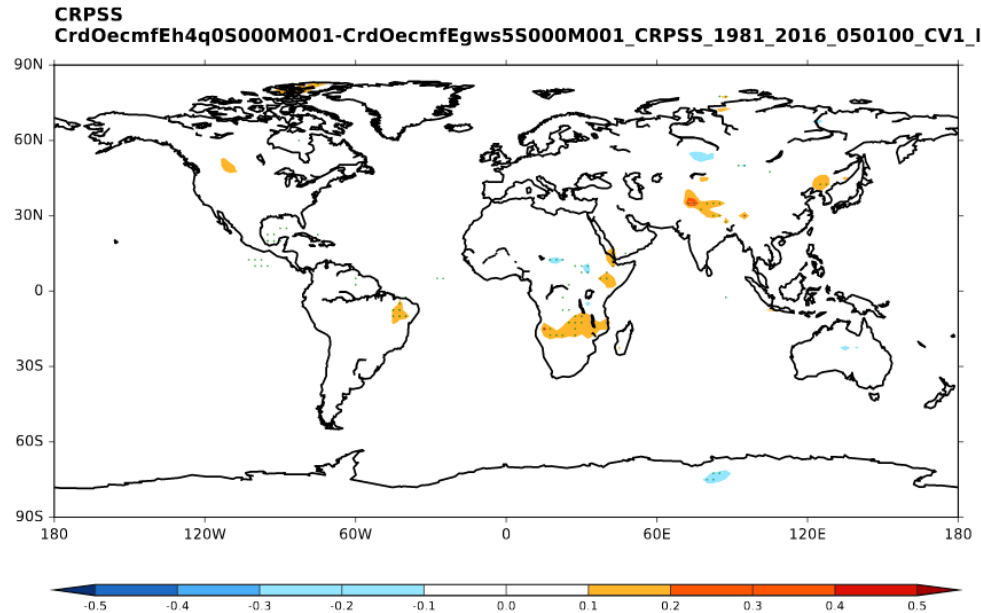 CRPSS
CrdOecmfEh4q0S000M001-CrdOecmfEgws5S000M001_CRPSS_1981_2016_050100_CV1_I
90N
60N
30N
0
30S
60S
90S
180 120W 60W 0 60E 120E 180
-0.5 -0.4 -0.3 -0.2 -0.1 0.0 0.1 0.2 0.3 0.4 0.5